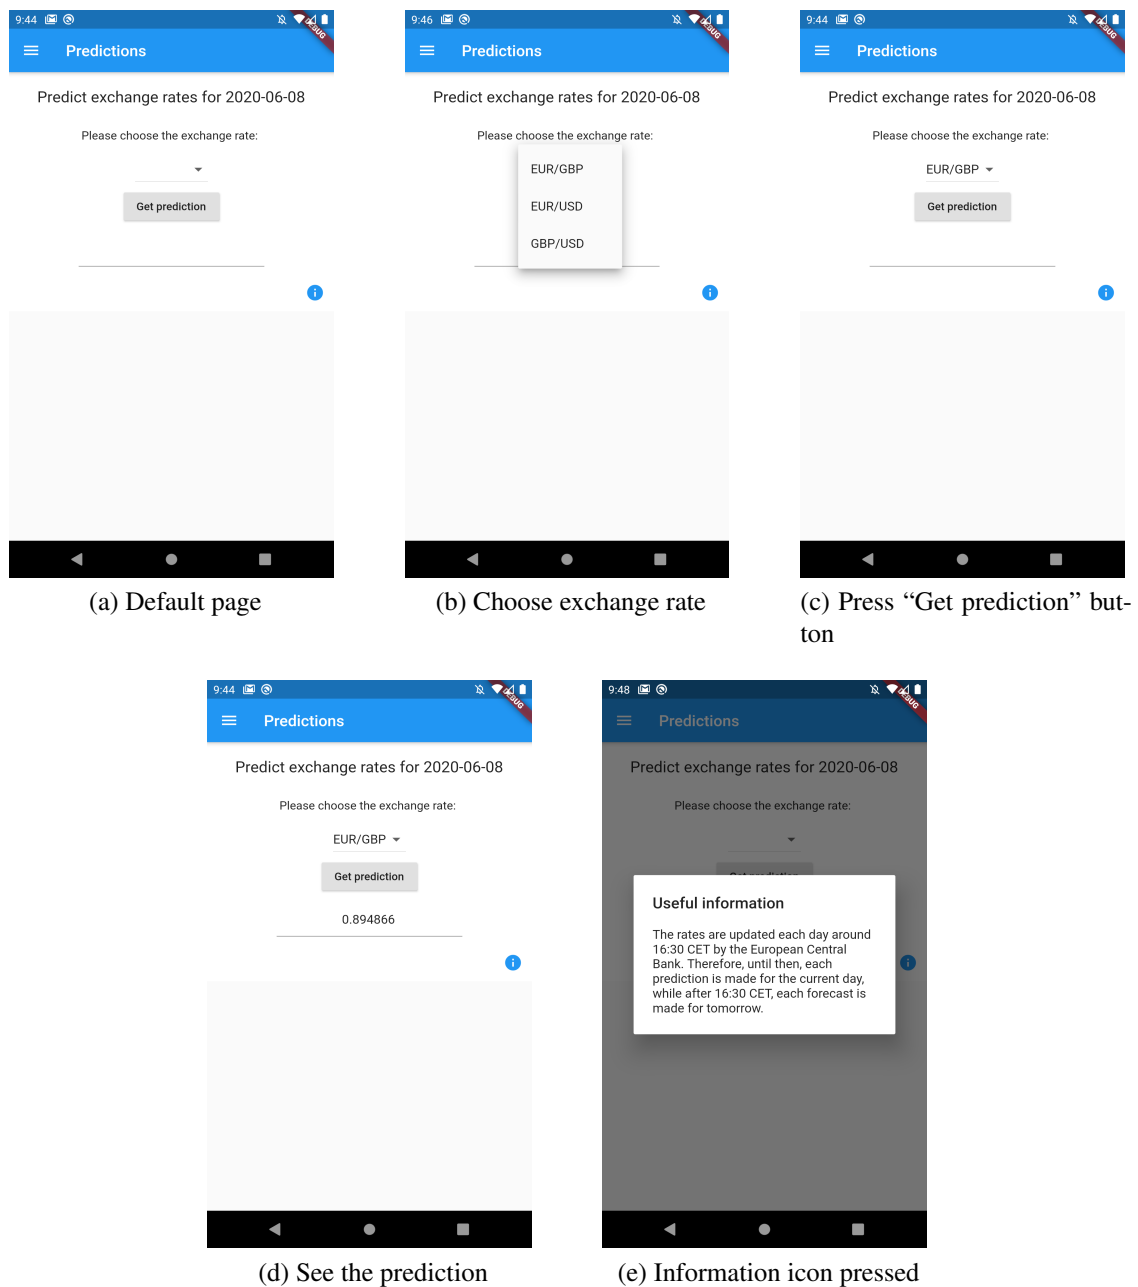 9:44
DEBUG
Predictions
Predict exchange rates for 2020-06-08
Please choose the exchange rate:
Get prediction
(a) Default page
9:46
DEBUG
Predictions
Predict exchange rates for 2020-06-08
Please choose the exchange rate:
EUR/GBP
EUR/USD
GBP/USD
(b) Choose exchange rate
9:44
DEBUG
Predictions
Predict exchange rates for 2020-06-08
Please choose the exchange rate:
EUR/GBP
Get prediction
(c) Press “Get prediction” but-
ton
9:44
DEBUG
Predictions
Predict exchange rates for 2020-06-08
Please choose the exchange rate:
EUR/GBP
Get prediction
0.894866
(d) See the prediction
9:48
DEBUG
Predictions
Predict exchange rates for 2020-06-08
Please choose the exchange rate:
Get prediction
Useful information
The rates are updated each day around
16:30 CET by the European Central
Bank. Therefore, until then, each
prediction is made for the current day,
while after 16:30 CET, each forecast is
made for tomorrow.
(e) Information icon pressed